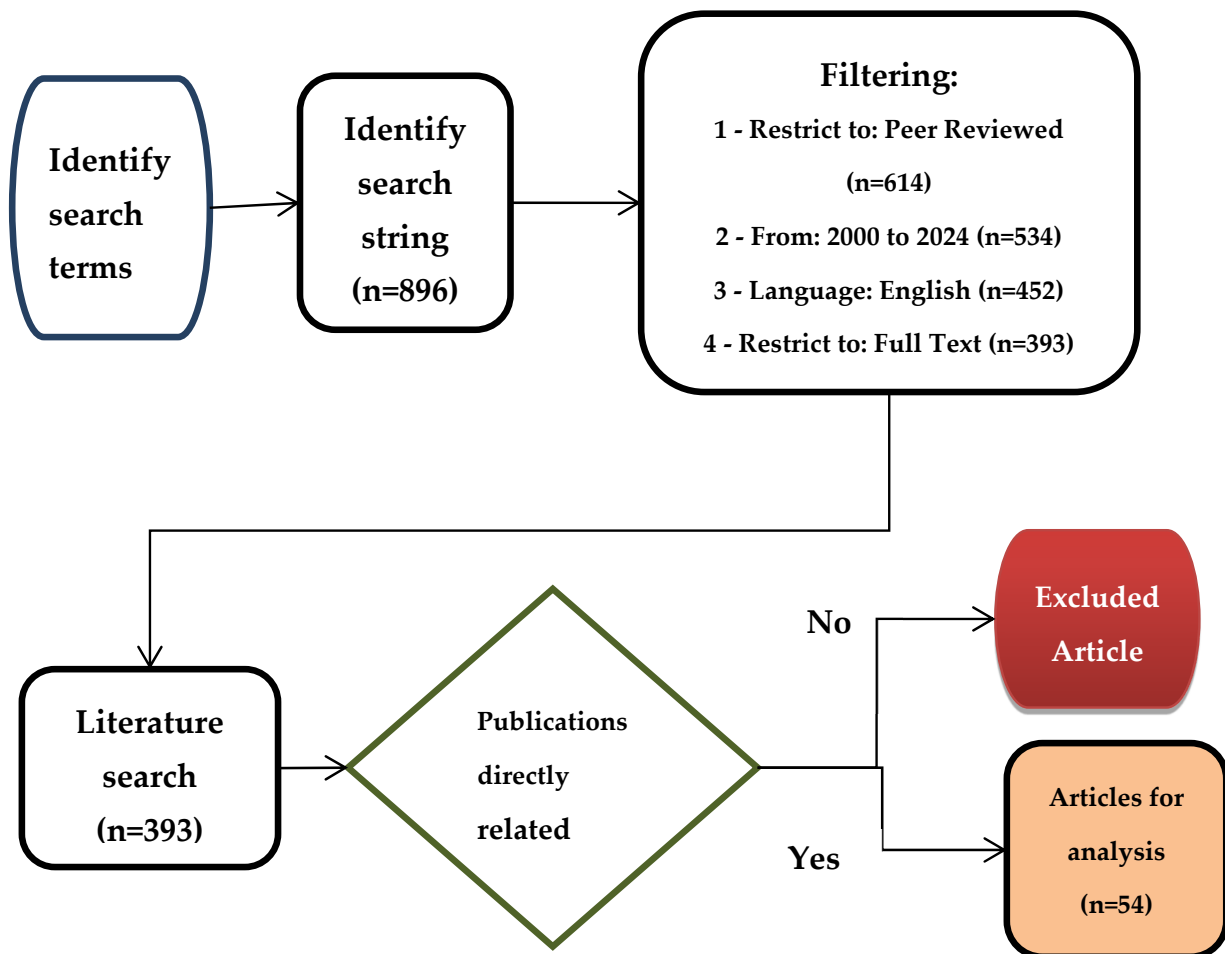 Identify
search
terms
Identify
search
string
(n=896)
Filtering:
1 - Restrict to: Peer Reviewed
(n=614)
2 - From: 2000 to 2024 (n=534)
3 - Language: English (n=452)
4 - Restrict to: Full Text (n=393)
Literature
search
(n=393)
Publications
directly
related
No
Excluded
Article
Yes
Articles for
analysis
(n=54)